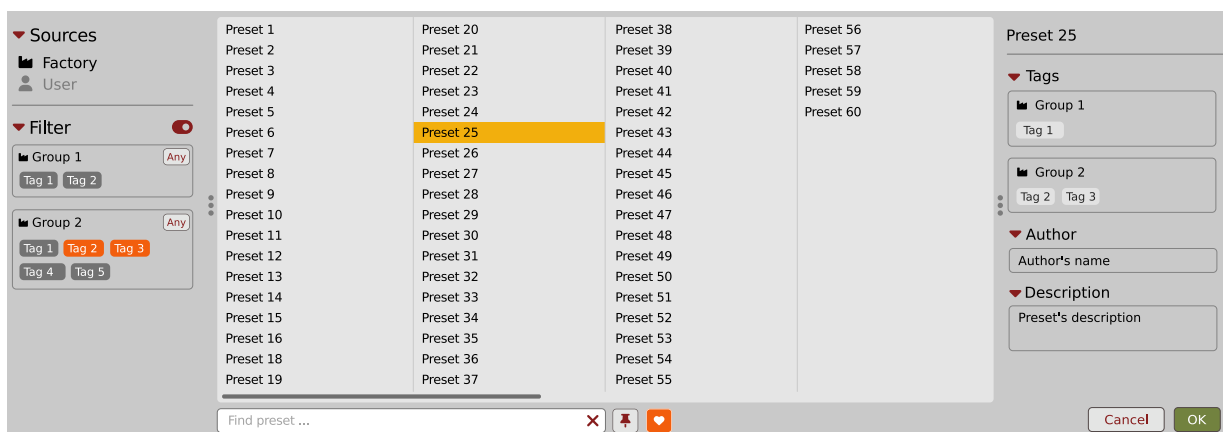 Sources
Factory
User
Filter
Group 1 Any
Tag 1 Tag 2
Group 2 Any
Tag 1 Tag 2 Tag 3
Tag 4 Tag 5
Preset 1
Preset 2
Preset 3
Preset 4
Preset 5
Preset 6
Preset 7
Preset 8
Preset 9
Preset 10
Preset 11
Preset 12
Preset 13
Preset 14
Preset 15
Preset 16
Preset 18
Preset 19
Preset 20
Preset 21
Preset 22
Preset 23
Preset 24
Preset 25
Preset 26
Preset 27
Preset 28
Preset 29
Preset 30
Preset 31
Preset 32
Preset 33
Preset 34
Preset 35
Preset 36
Preset 37
Preset 38
Preset 39
Preset 40
Preset 41
Preset 42
Preset 43
Preset 44
Preset 45
Preset 46
Preset 47
Preset 48
Preset 49
Preset 50
Preset 51
Preset 52
Preset 53
Preset 54
Preset 55
Preset 56
Preset 57
Preset 58
Preset 59
Preset 60
Find preset ...
Preset 25
Tags
Group 1
Tag 1
Group 2
Tag 2 Tag 3
Author
Author's name
Description
Preset's description
Cancel OK